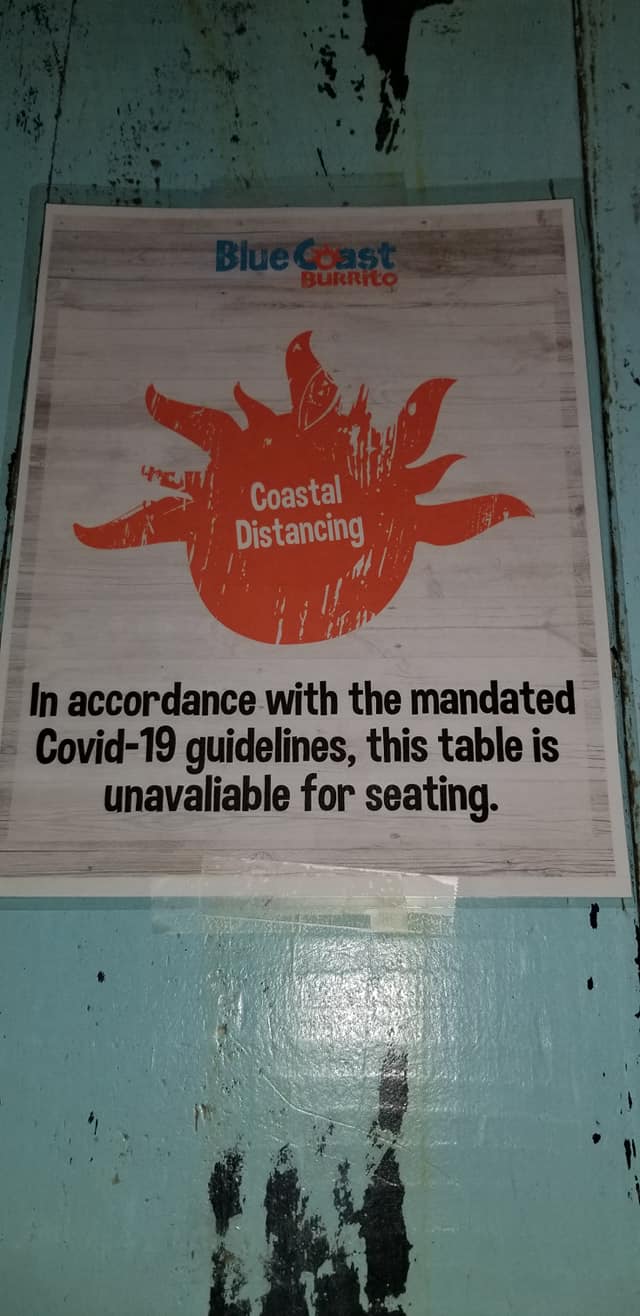 Blue Coast
BURRITO
Coastal
Distancing
In accordance with the mandated
Covid-19 guidelines, this table is
unavaliable for seating.